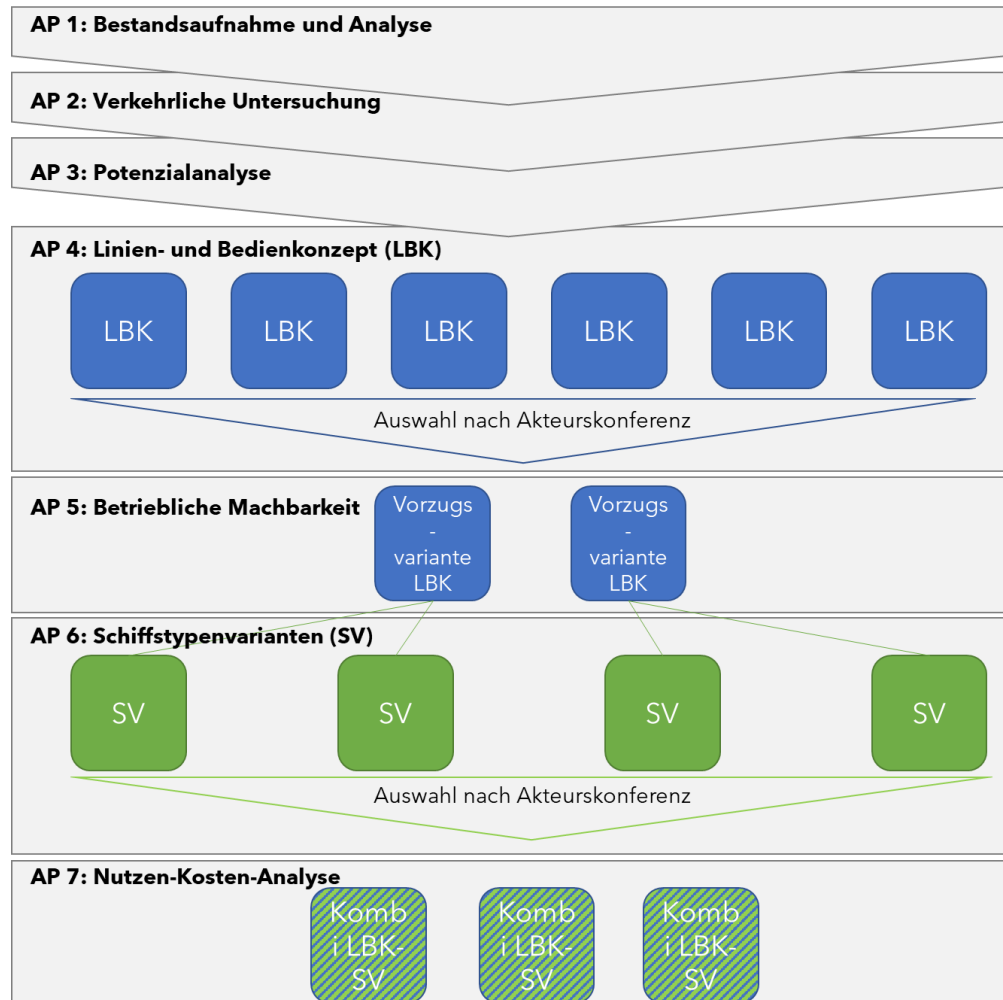 AP 1: Bestandsaufnahme und Analyse
AP 2: Verkehrliche Untersuchung
AP 3: Potenzialanalyse
AP 4: Linien- und Bedienkonzept (LBK)
LBK LBK LBK LBK LBK LBK
Auswahl nach Akteurskonferenz
AP 5: Betriebliche Machbarkeit
Vorzugs
-
variante
LBK
Vorzugs
-
variante
LBK
AP 6: Schiffstypenvarianten (SV)
SV SV SV SV
Auswahl nach Akteurskonferenz
AP 7: Nutzen-Kosten-Analyse
Komb
i LBK-
SV
Komb
i LBK-
SV
Komb
i LBK-
SV